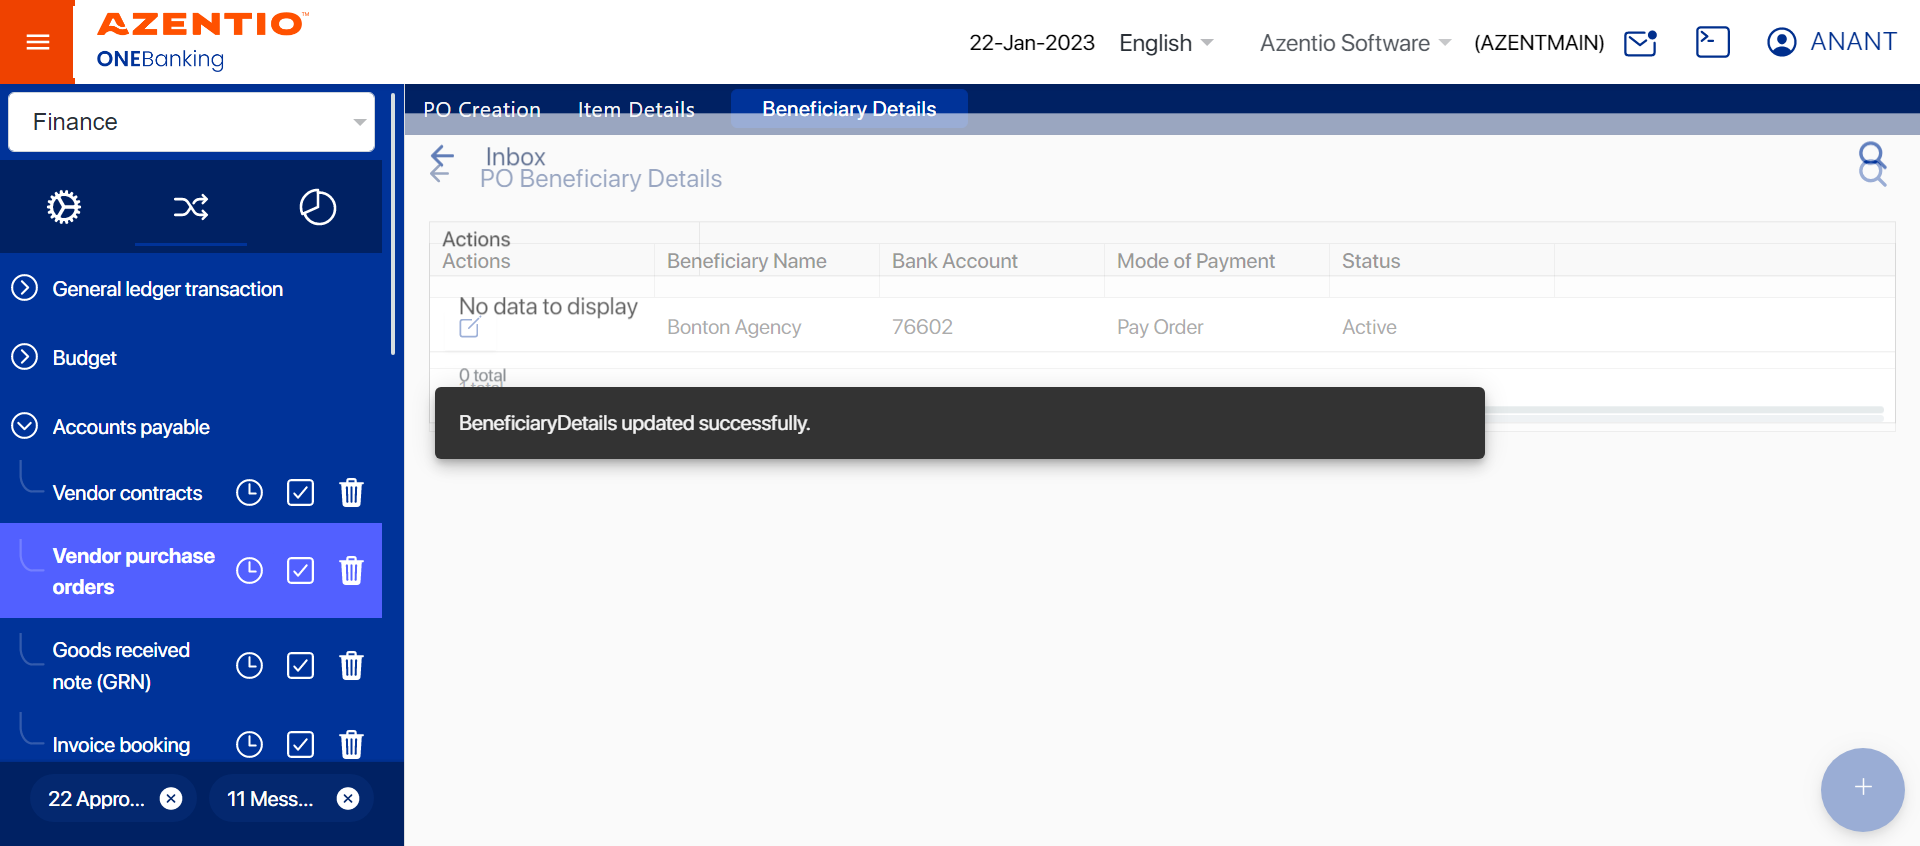 AZENTIO™
ONEBanking
22-Jan-2023
English
Azentio Software
(AZENTMAIN)
ANANT
Finance
General ledger transaction
Budget
Accounts payable
Vendor contracts
Vendor purchase
orders
Goods received
note (GRN)
Invoice booking
22 Appro...
11 Mess...
PO Creation
Item Details
Beneficiary Details
Inbox
PO Beneficiary Details
Actions
Actions
Beneficiary Name
Bank Account
Mode of Payment
Status
No data to display
Bonton Agency
76602
Pay Order
Active
0 total
1 total
BeneficiaryDetails updated successfully.